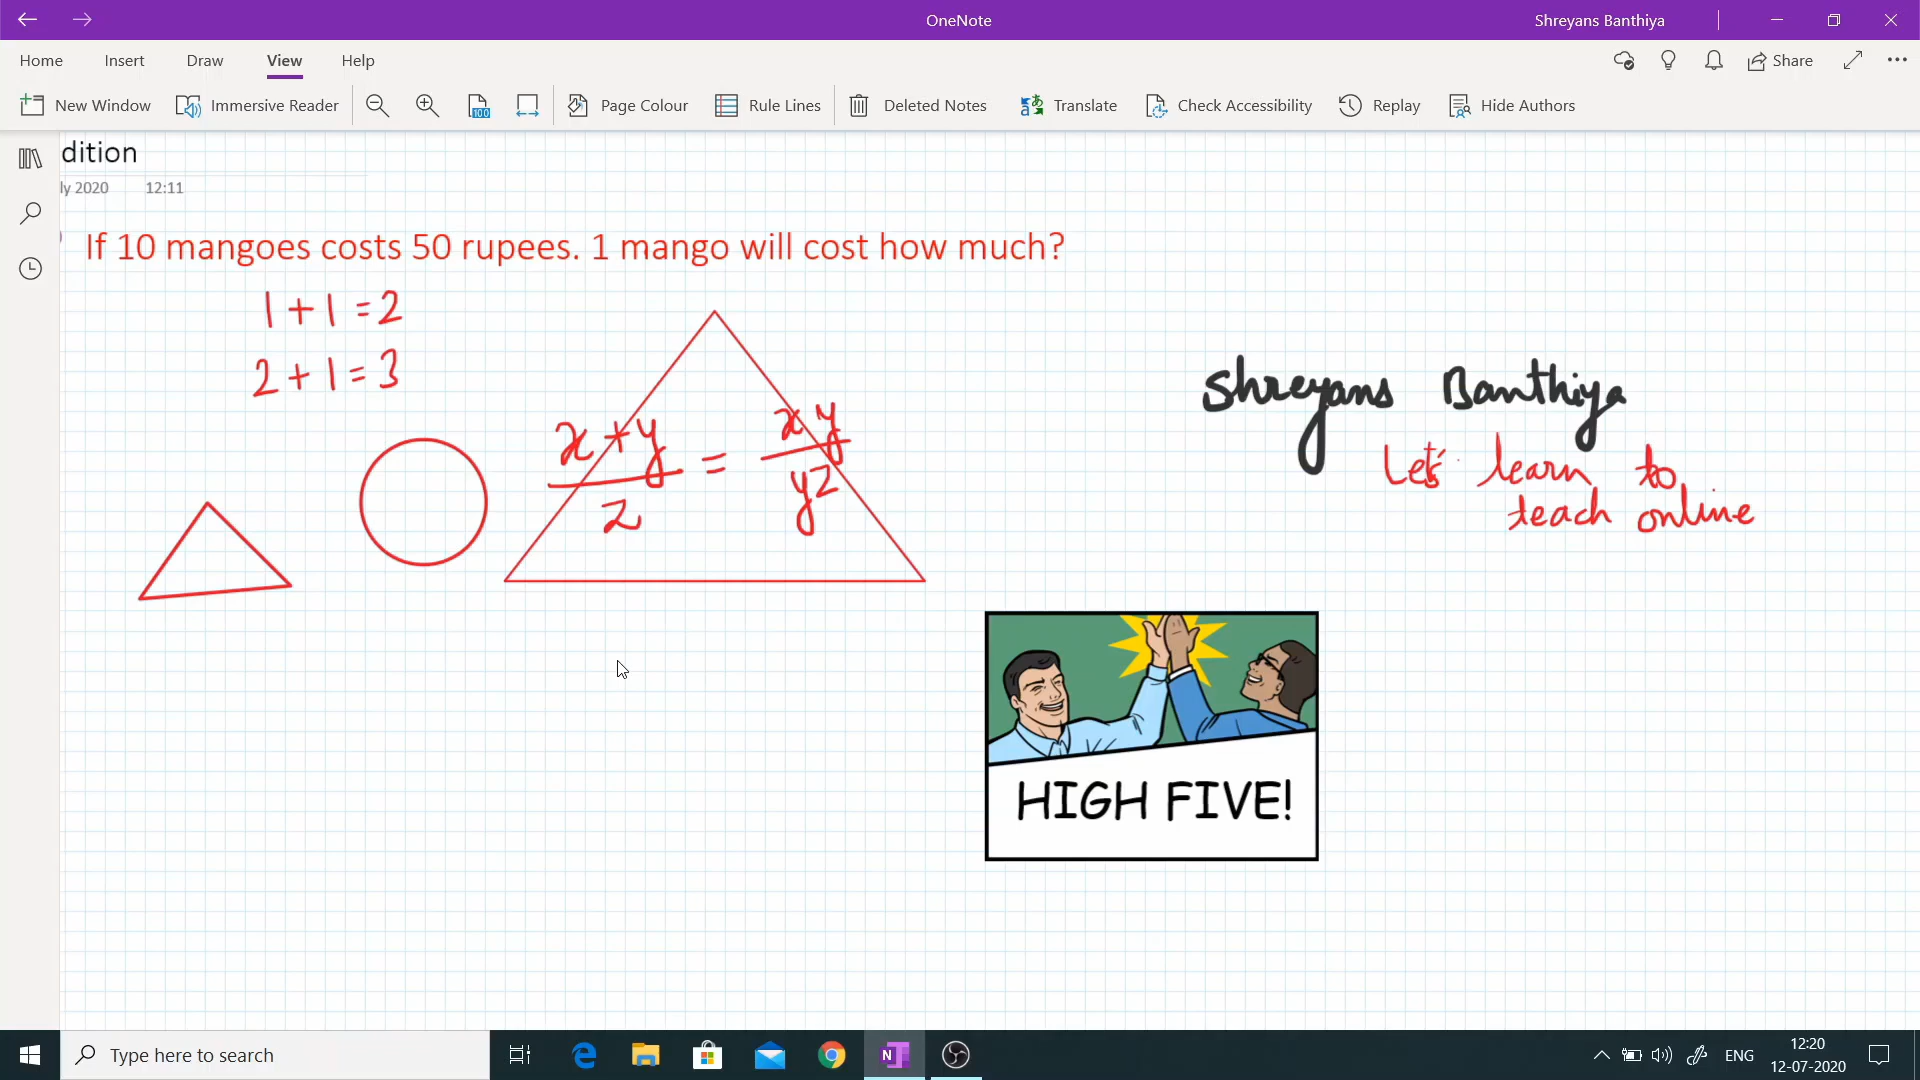 OneNote
Shreyans Banthiya
Home Insert Draw View Help
Share
New Window Immersive Reader 100 Page Colour Rule Lines Deleted Notes Translate Check Accessibility Replay Hide Authors
dition
ly 2020 12:11
If 10 mangoes costs 50 rupees. 1 mango will cost how much?
1 + 1 = 2
2 + 1 = 3
x + y / 2 = xy / y2
Shreyans Banthiya
Let's learn to
teach online
HIGH FIVE!
Type here to search
N
ENG
12:20
12-07-2020